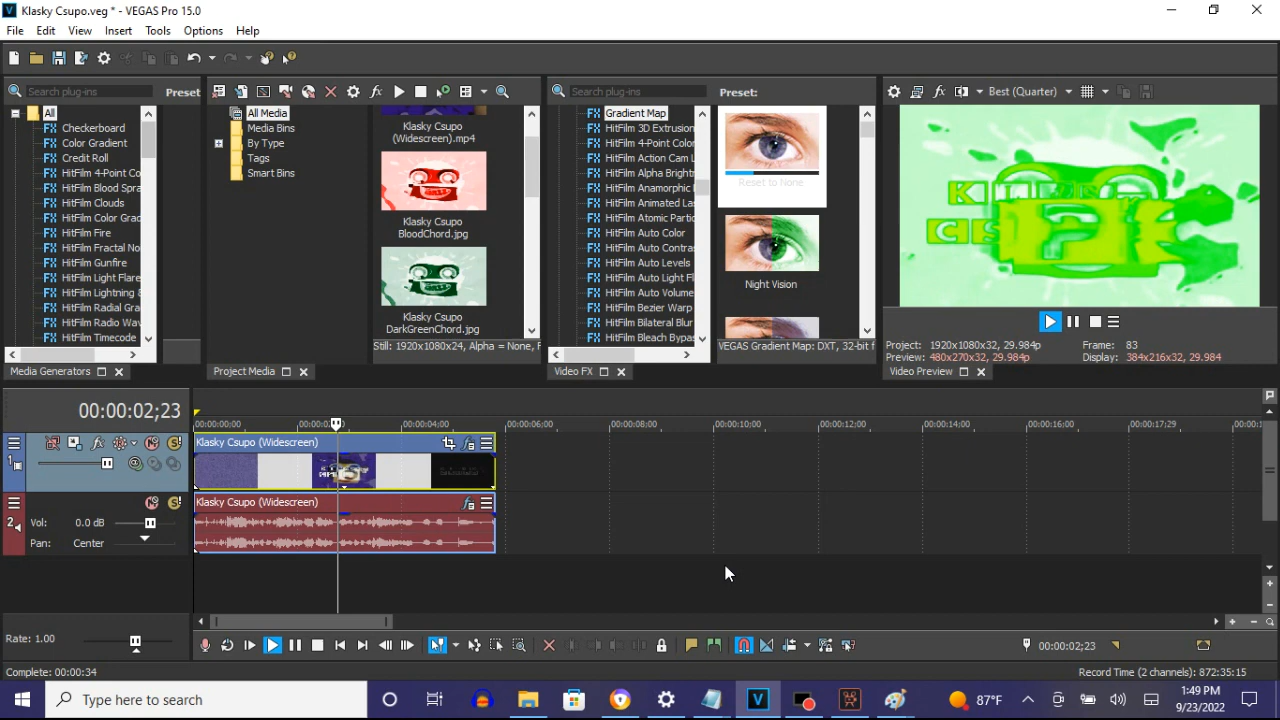 Klasky Csupo.veg * - VEGAS Pro 15.0
File Edit View Insert Tools Options Help
Search plug-ins
Preset:
All
Checkerboard
Color Gradient
Credit Roll
HitFilm 4-Point Co
HitFilm Clouds
HitFilm Color Grac
HitFilm Fire
HitFilm Fractal No
HitFilm Gunfire
HitFilm Light Flare
HitFilm Lightning &
HitFilm Radial Gra
HitFilm Radio Wav
HitFilm Timecode
Media Generators
All Media
Media Bins
By Type
Tags
Smart Bins
Klasky Csupo
(Widescreen).mp4
Klasky Csupo
BloodChord.jpg
Klasky Csupo
DarkGreenChord.jpg
Still: 1920x1080x24, Alpha = None, F
Project Media
Search plug-ins
Gradient Map
HitFilm 3D Extrusion
HitFilm 4-Point Color
HitFilm Action Cam L
HitFilm Alpha Brightn
HitFilm Anamorphic
HitFilm Animated Las
HitFilm Atomic Partic
HitFilm Auto Color
HitFilm Auto Contras
HitFilm Auto Levels
HitFilm Auto Light Fl
HitFilm Auto Volume
HitFilm Bezier Warp
HitFilm Bilateral Blur
HitFilm Bleach Bypas
Video FX
Preset:
Reset to None
Night Vision
VEGAS Gradient Map: DXT, 32-bit f
Best (Quarter)
Project: 1920x1080x32, 29.984p
Frame: 83
Preview: 480x270x32, 29.984p
Display: 384x216x32, 29.984
Video Preview
00:00:02;23
00:00:00;00
00:00:04;00
00:00:06;00
00:00:08;00
00:00:10;00
00:00:12;00
00:00:14;00
00:00:16;00
00:00:17;29
1
Klasky Csupo (Widescreen)
2
Vol: 0.0 dB
Pan: Center
Klasky Csupo (Widescreen)
Rate: 1.00
00:00:02;23
Complete: 00:00:34
Record Time (2 channels): 872:35:15
Type here to search
87°F
1:49 PM
9/23/2022